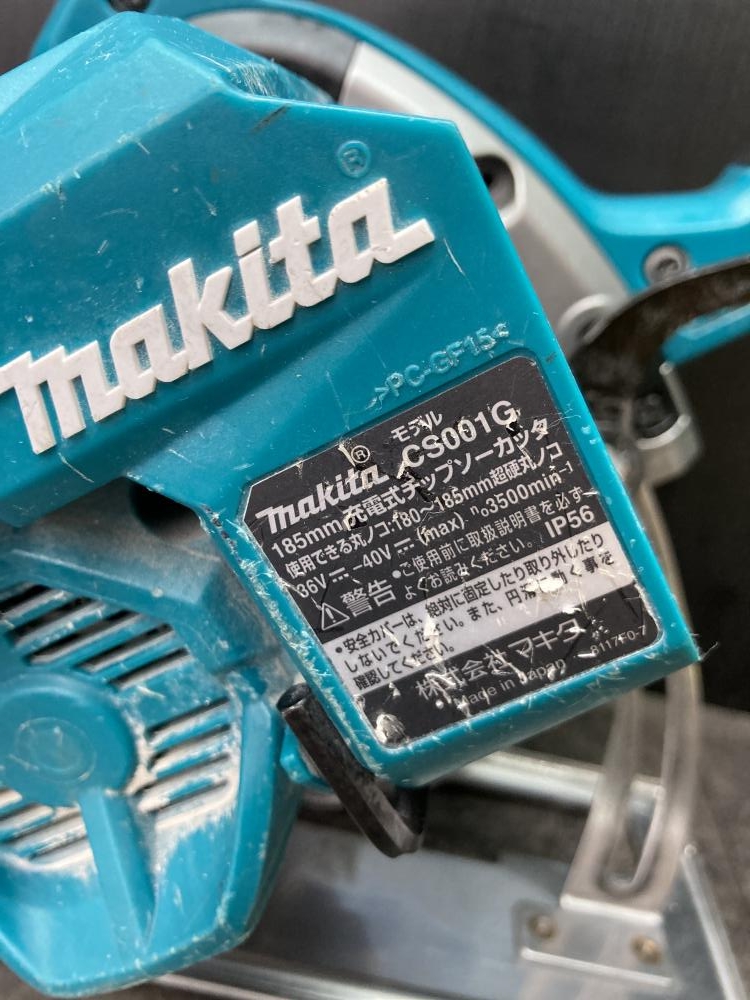 ®
makita
>PC-GF15<
モデル
makita® CS001G
185mm充電式チップソーカッタ
使用できる丸ノコ:180～185mm超硬丸ノコ
36V⎓-40V⎓(max) n₀3500min⁻¹
⚠警告 •ご使用前に取扱説明書を必ず
よくお読みください。 IP56
•安全カバーは、絶対に固定したり取り外したり
しないでください。また、円滑に動く事を
確認してください。
株式会社マキタ
Made in Japan 8117F0-7